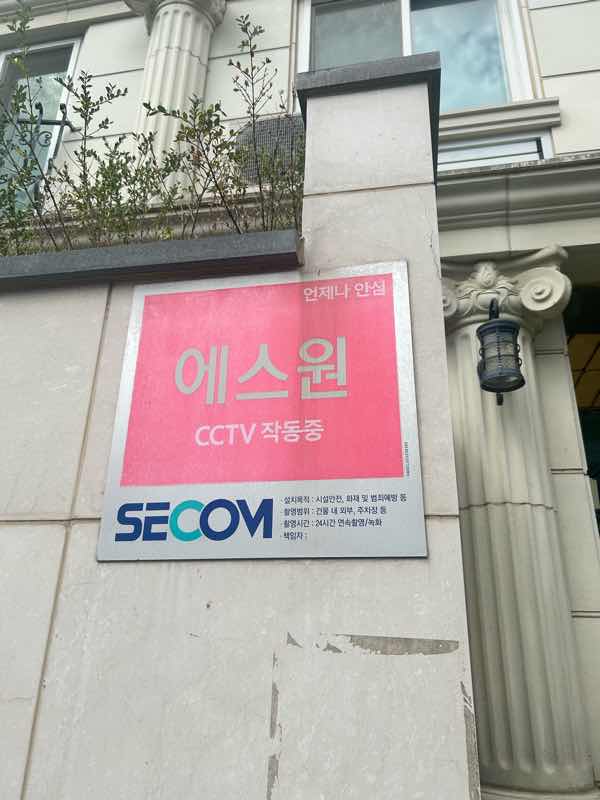 언제나 안심
에스원
CCTV 작동중
SECOM
· 설치목적 : 시설안전, 화재 및 범죄예방 등
· 촬영범위 : 건물 내 외부, 주차장 등
· 촬영시간 : 24시간 연속촬영/녹화
· 책임자 :